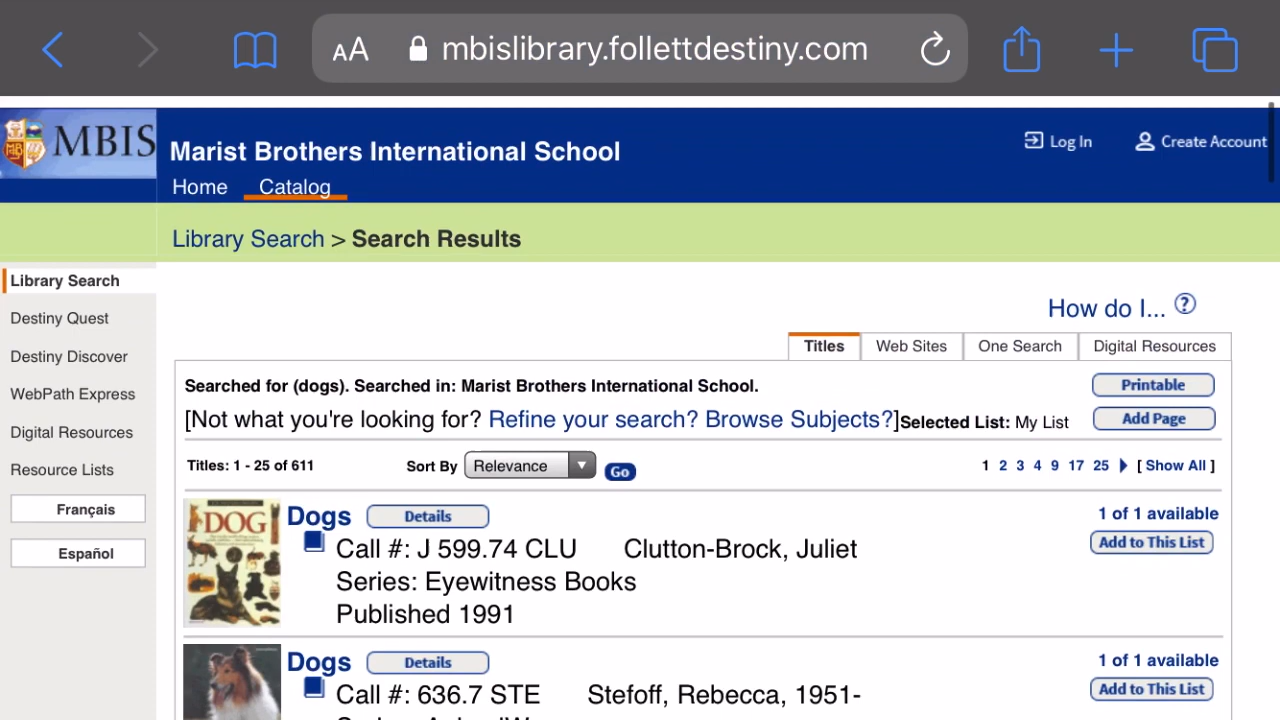 AA mbislibrary.follettdestiny.com
MBIS
Marist Brothers International School
Log In Create Account
Home Catalog
Library Search > Search Results
Library Search
Destiny Quest
Destiny Discover
WebPath Express
Digital Resources
Resource Lists
Français
Español
How do I... ?
Titles Web Sites One Search Digital Resources
Searched for (dogs). Searched in: Marist Brothers International School. Printable
[Not what you're looking for? Refine your search? Browse Subjects?] Selected List: My List Add Page
Titles: 1 - 25 of 611 Sort By Relevance Go 1 2 3 4 9 17 25 [ Show All ]
DOG
Dogs Details 1 of 1 available
Call #: J 599.74 CLU Clutton-Brock, Juliet Add to This List
Series: Eyewitness Books
Published 1991
Dogs Details 1 of 1 available
Call #: 636.7 STE Stefoff, Rebecca, 1951- Add to This List